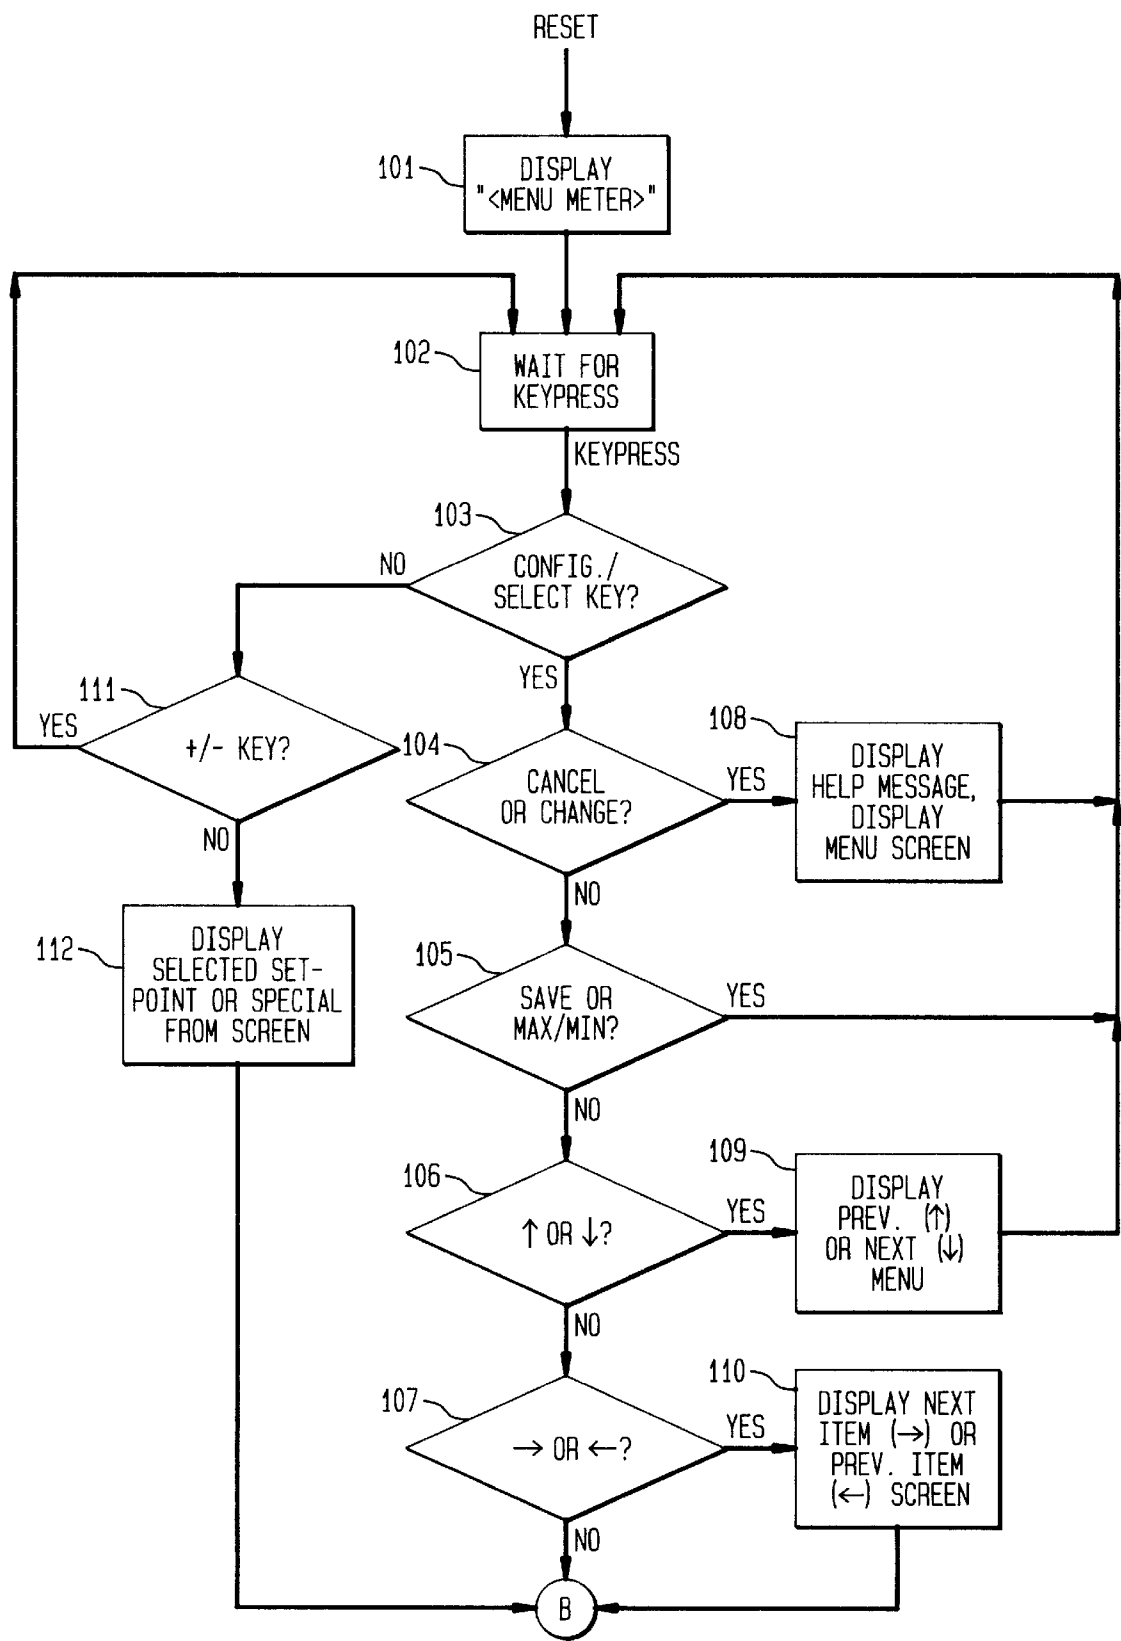 RESET
101
DISPLAY
"<MENU METER>"
102
WAIT FOR
KEYPRESS
KEYPRESS
103
NO
CONFIG./
SELECT KEY?
YES
111
YES
+/- KEY?
NO
104
CANCEL
OR CHANGE?
YES
108
DISPLAY
HELP MESSAGE,
DISPLAY
MENU SCREEN
NO
112
DISPLAY
SELECTED SET-
POINT OR SPECIAL
FROM SCREEN
105
SAVE OR
MAX/MIN?
YES
NO
106
↑ OR ↓?
YES
109
DISPLAY
PREV. (↑)
OR NEXT (↓)
MENU
NO
107
→ OR ←?
YES
110
DISPLAY NEXT
ITEM (→) OR
PREV. ITEM
(←) SCREEN
NO
B